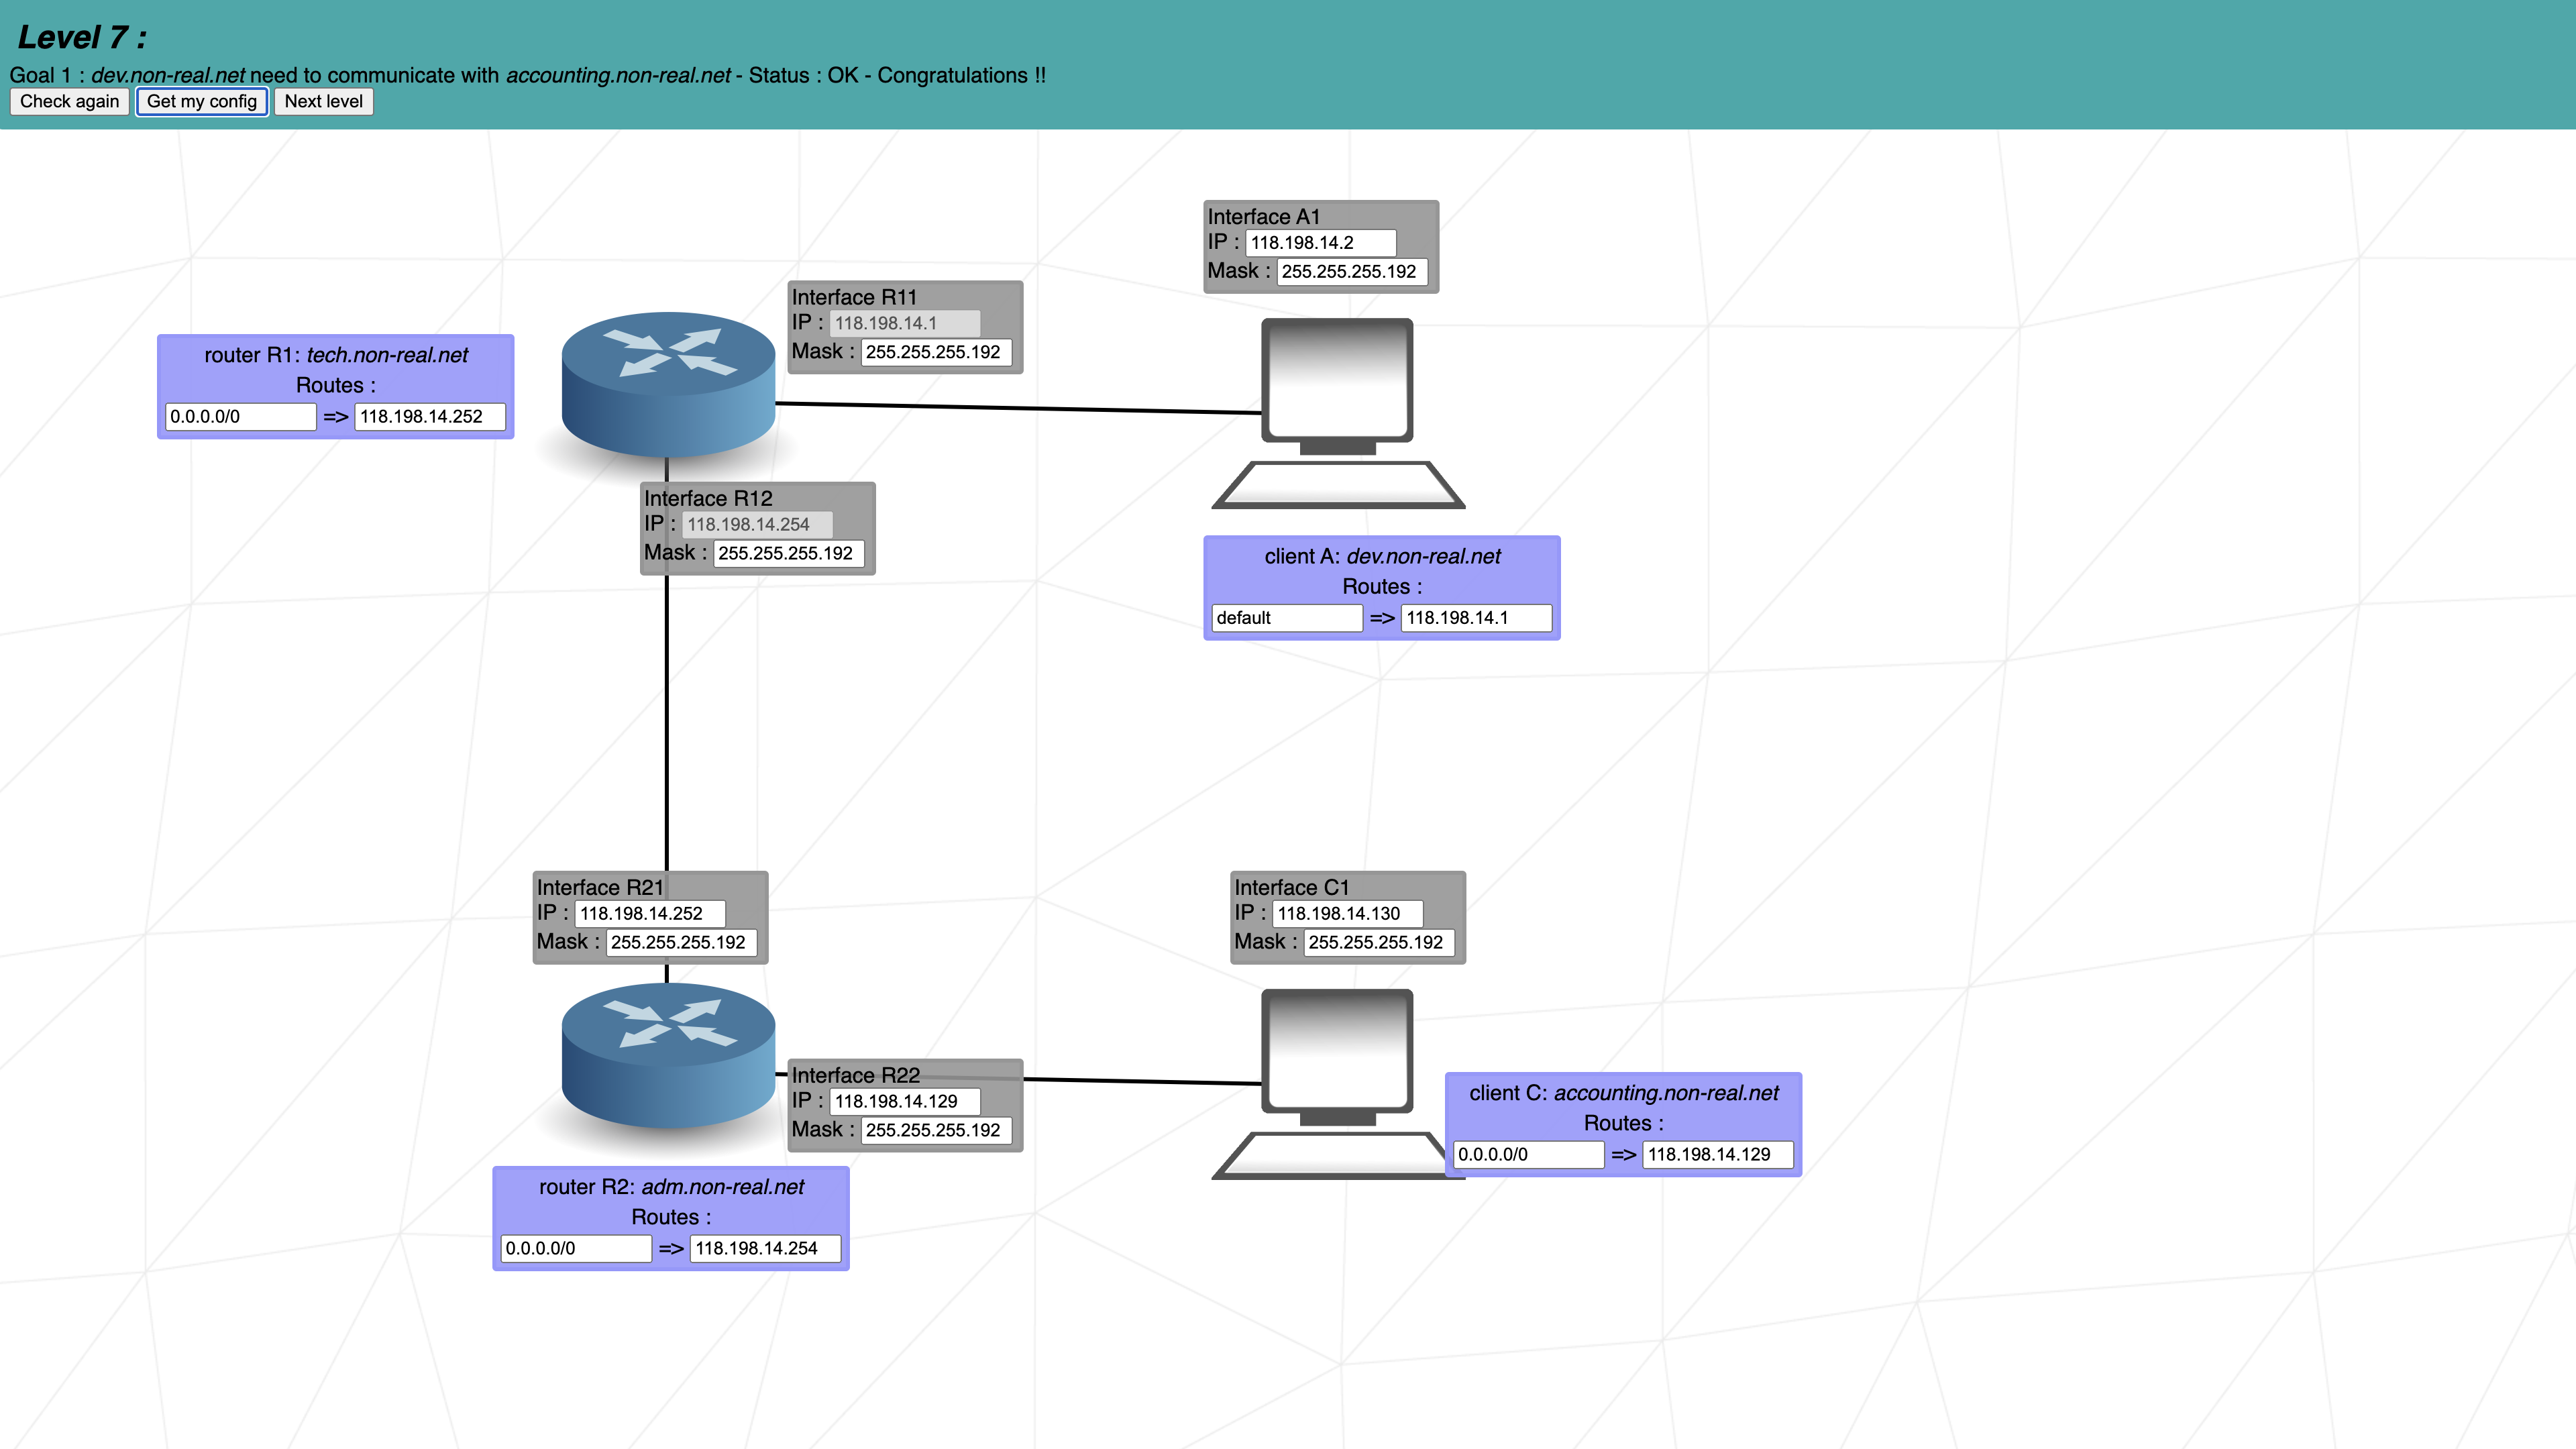 Level 7 :
Goal 1 : dev.non-real.net need to communicate with accounting.non-real.net - Status : OK - Congratulations !!
Check again Get my config Next level
Interface A1
IP : 118.198.14.2
Mask : 255.255.255.192
Interface R11
IP : 118.198.14.1
Mask : 255.255.255.192
router R1: tech.non-real.net
Routes :
0.0.0.0/0 => 118.198.14.252
Interface R12
IP : 118.198.14.254
Mask : 255.255.255.192
client A: dev.non-real.net
Routes :
default => 118.198.14.1
Interface R21
IP : 118.198.14.252
Mask : 255.255.255.192
Interface C1
IP : 118.198.14.130
Mask : 255.255.255.192
Interface R22
IP : 118.198.14.129
Mask : 255.255.255.192
client C: accounting.non-real.net
Routes :
0.0.0.0/0 => 118.198.14.129
router R2: adm.non-real.net
Routes :
0.0.0.0/0 => 118.198.14.254